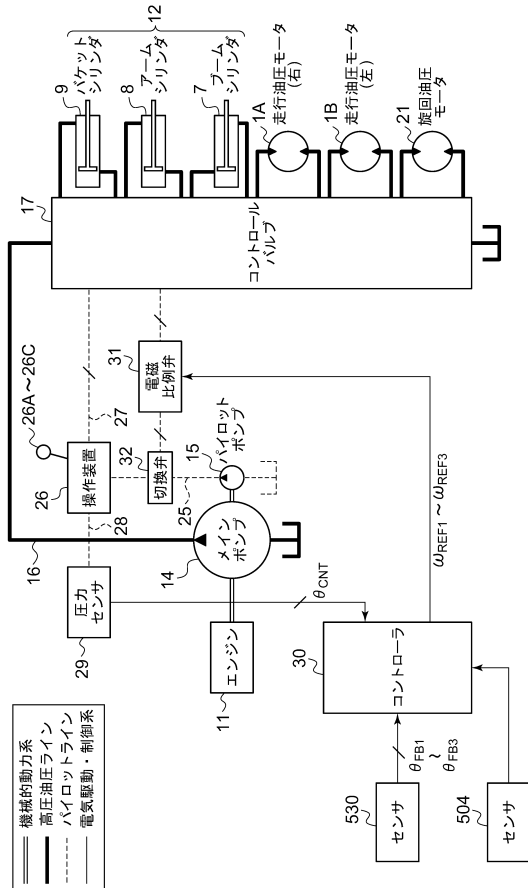 機械的動力系
高圧油圧ライン
パイロットライン
電気駆動・制御系
12
9
バケット
シリンダ
8
アーム
シリンダ
7
ブーム
シリンダ
1A
走行油圧モータ
(右)
1B
走行油圧モータ
(左)
21
旋回油圧
モータ
17
コントロール
バルブ
26A～26C
26
操作装置
27
28
16
圧力
センサ
29
31
電磁
比例弁
32
切換弁
25
15
パイロット
ポンプ
14
メイン
ポンプ
11
エンジン
θCNT
ωREF1 ～ ωREF3
30
コントローラ
θFB1
～
θFB3
530
センサ
504
センサ